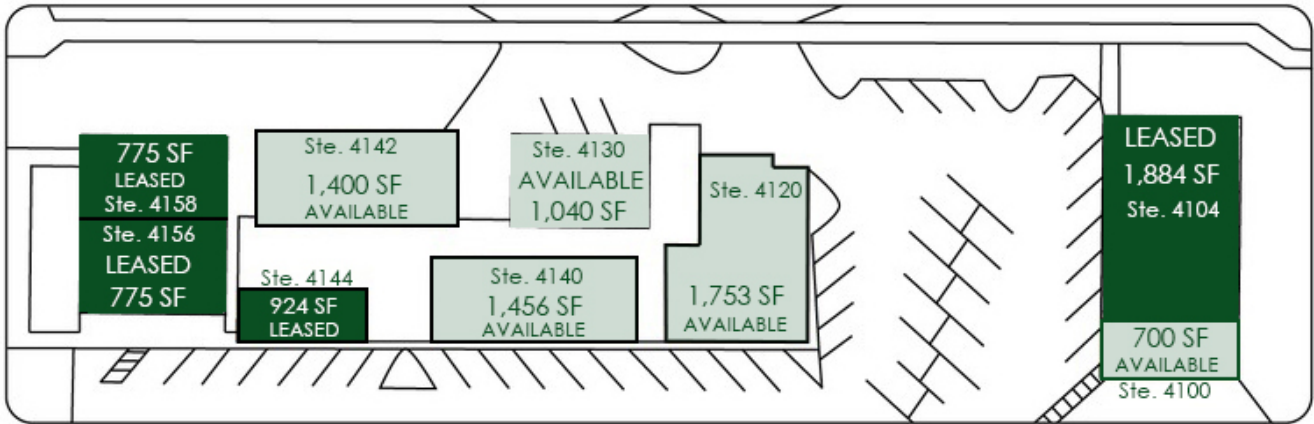 775 SF
LEASED
Ste. 4158
Ste. 4156
LEASED
775 SF
Ste. 4142
1,400 SF
AVAILABLE
Ste. 4144
924 SF
LEASED
Ste. 4130
AVAILABLE
1,040 SF
Ste. 4140
1,456 SF
AVAILABLE
Ste. 4120
1,753 SF
AVAILABLE
LEASED
1,884 SF
Ste. 4104
700 SF
AVAILABLE
Ste. 4100